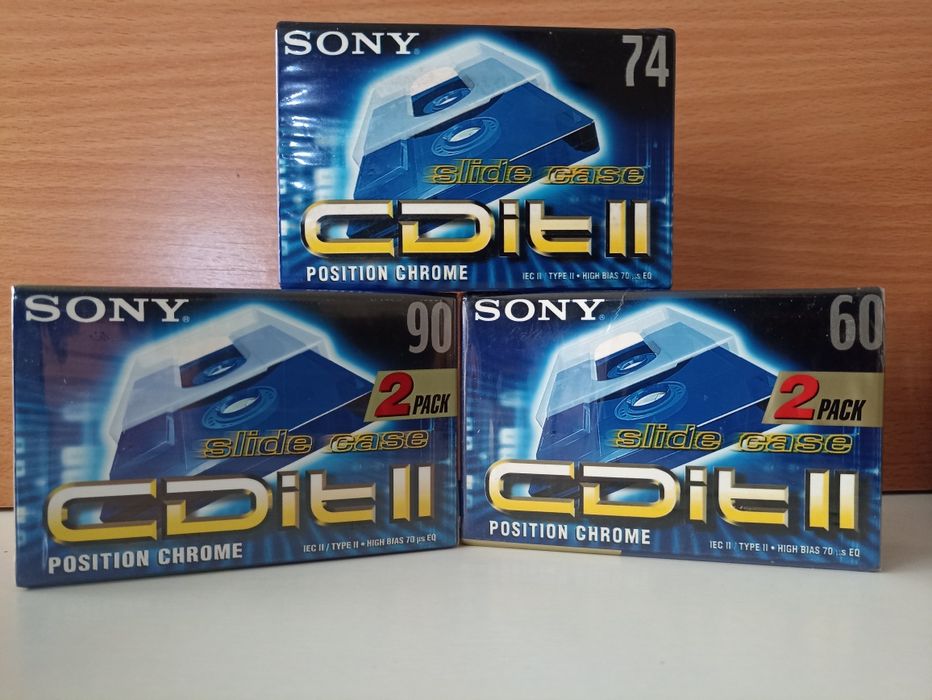 SONY 74
slide case
CDit II
POSITION CHROME IEC II / TYPE II • HIGH BIAS 70 µs EQ
SONY 90
2 PACK
slide case
CDit II
POSITION CHROME IEC II / TYPE II • HIGH BIAS 70 µs EQ
SONY 60
2 PACK
slide case
CDit II
POSITION CHROME IEC II / TYPE II • HIGH BIAS 70 µs EQ